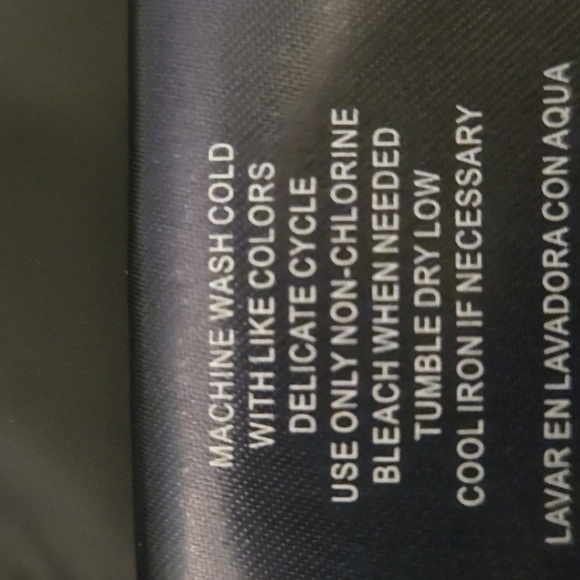 MACHINE WASH COLD
WITH LIKE COLORS
DELICATE CYCLE
USE ONLY NON-CHLORINE
BLEACH WHEN NEEDED
TUMBLE DRY LOW
COOL IRON IF NECESSARY
LAVAR EN LAVADORA CON AQUA